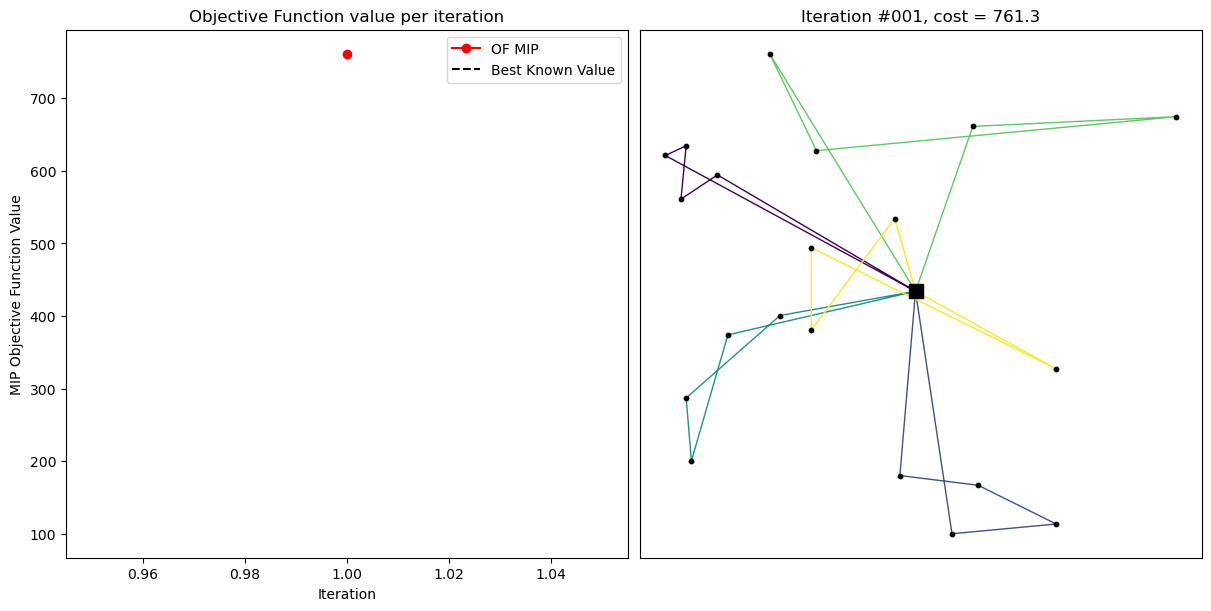 Objective Function value per iteration
OF MIP
Best Known Value
MIP Objective Function Value
700
600
500
400
300
200
100
0.96 0.98 1.00 1.02 1.04
Iteration
Iteration #001, cost = 761.3